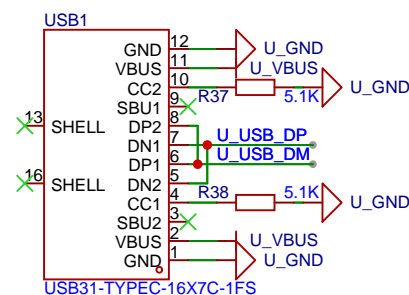 USB1
GND 12 U_GND
VBUS 11 U_VBUS
CC2 10 R37 5.1K U_GND
SBU1 9
13 SHELL DP2 8
DN1 7 U_USB_DP
DP1 6 U_USB_DM
16 SHELL DN2 5
CC1 4 R38 5.1K U_GND
SBU2 3
VBUS 2 U_VBUS
GND 1 U_GND
USB31-TYPEC-16X7C-1FS